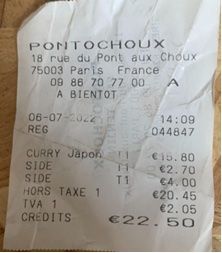 PONTOCHOUX
18 rue du Pont aux Choux
75003 Paris France
09 86 70 77 00 A
A BIENTOT
06-07-2022 14:09
REG 044847
CURRY Japon T1 €15.80
SIDE T1 €2.70
SIDE T1 €4.00
HORS TAXE 1 €20.45
TVA 1 €2.05
CREDITS €22.50